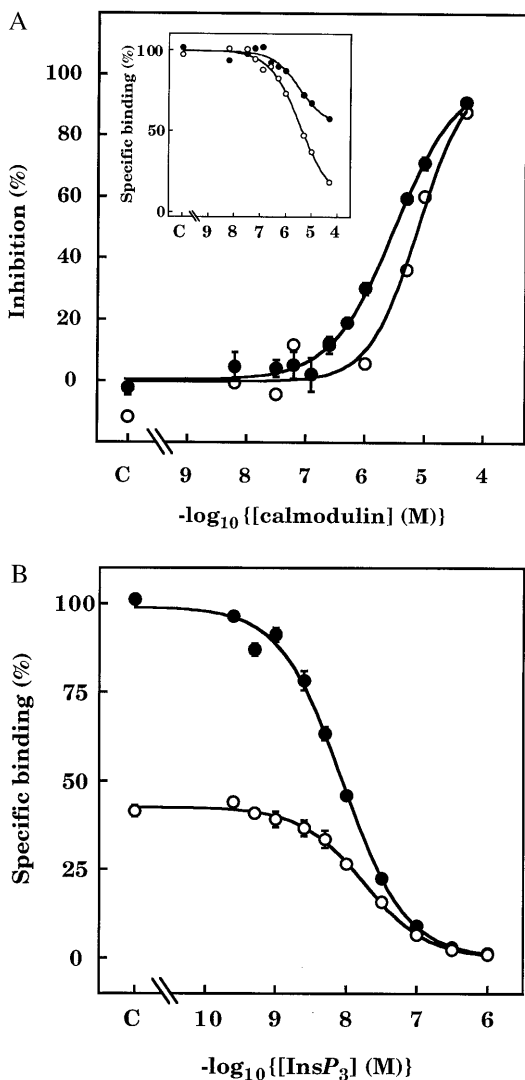 A
Inhibition (%)
100
80
60
40
20
0
C 9 8 7 6 5 4
-log10{[calmodulin] (M)}
Specific binding (%)
100
50
0
C 9 8 7 6 5 4
B
Specific binding (%)
100
75
50
25
0
C 10 9 8 7 6
-log10{[InsP3] (M)}